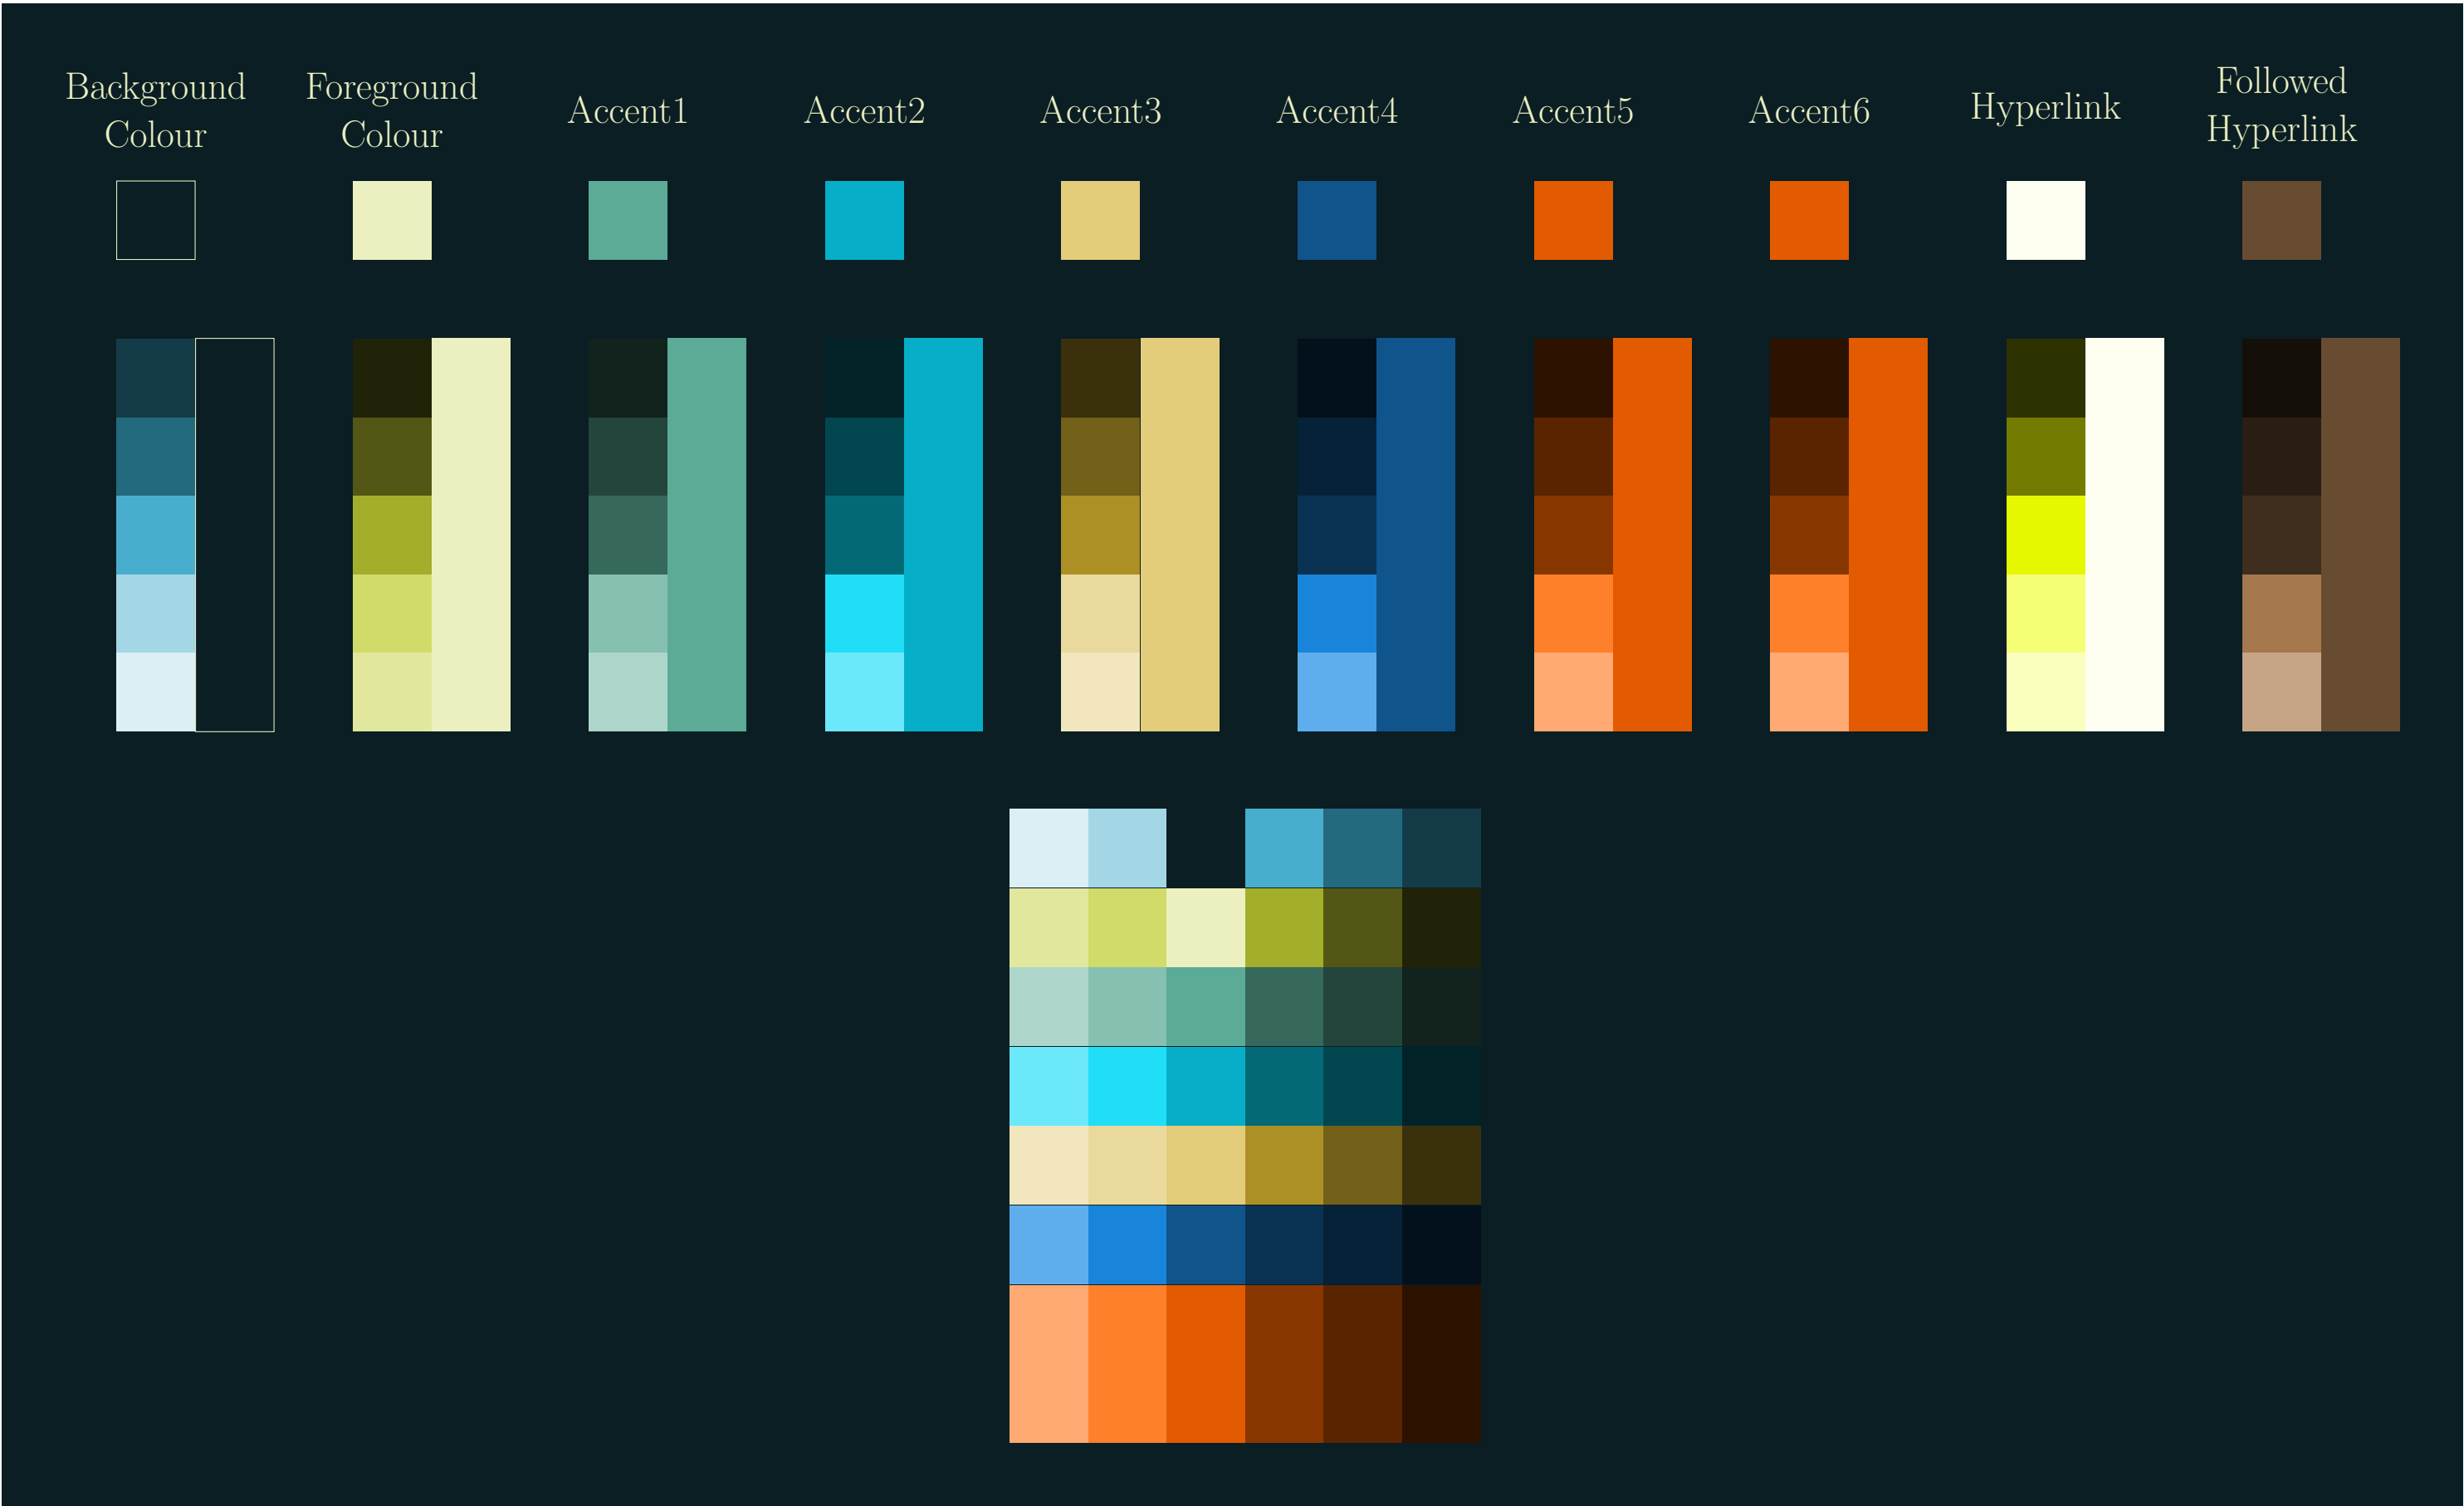 Background
Colour
Foreground
Colour
Accent1
Accent2
Accent3
Accent4
Accent5
Accent6
Hyperlink
Followed
Hyperlink